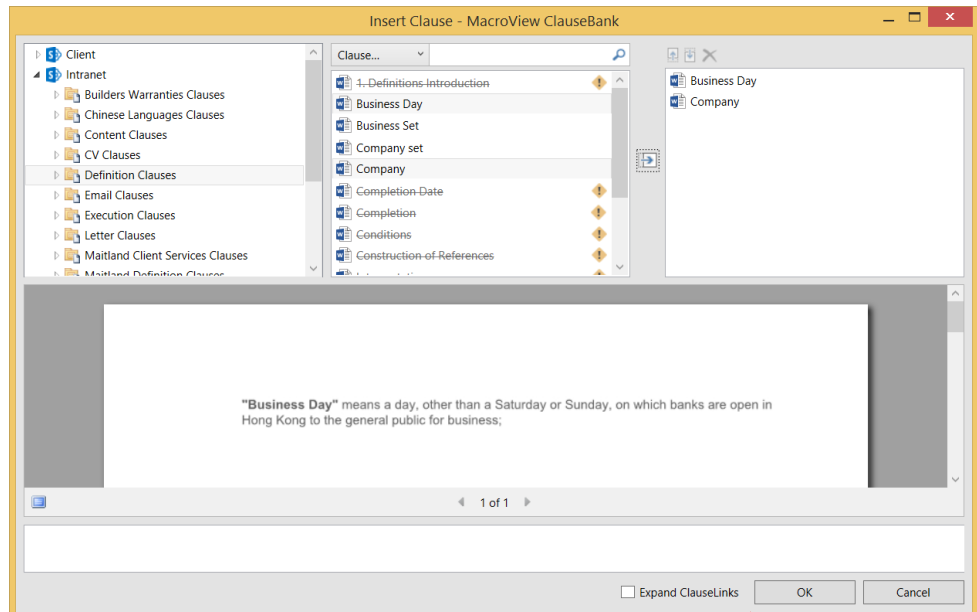 Insert Clause - MacroView ClauseBank
Client
Intranet
Builders Warranties Clauses
Chinese Languages Clauses
Content Clauses
CV Clauses
Definition Clauses
Email Clauses
Execution Clauses
Letter Clauses
Maitland Client Services Clauses
Maitland Definition Clauses
Clause...
1. Definitions Introduction
Business Day
Business Set
Company set
Company
Completion Date
Completion
Conditions
Construction of References
Business Day
Company
"Business Day" means a day, other than a Saturday or Sunday, on which banks are open in
Hong Kong to the general public for business;
1 of 1
Expand ClauseLinks
OK
Cancel